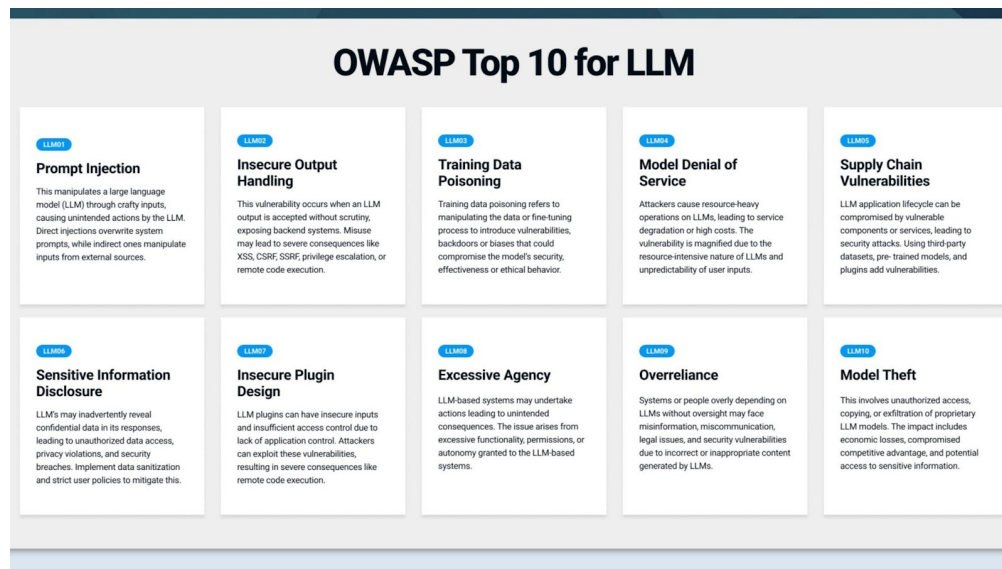 OWASP Top 10 for LLM
LLM01
Prompt Injection
This manipulates a large language
model (LLM) through crafty inputs,
causing unintended actions by the LLM.
Direct injections overwrite system
prompts, while indirect ones manipulate
inputs from external sources.
LLM02
Insecure Output
Handling
This vulnerability occurs when an LLM
output is accepted without scrutiny,
exposing backend systems. Misuse
may lead to severe consequences like
XSS, CSRF, SSRF, privilege escalation, or
remote code execution.
LLM03
Training Data
Poisoning
Training data poisoning refers to
manipulating the data or fine-tuning
process to introduce vulnerabilities,
backdoors or biases that could
compromise the model's security,
effectiveness or ethical behavior.
LLM04
Model Denial of
Service
Attackers cause resource-heavy
operations on LLMs, leading to service
degradation or high costs. The
vulnerability is magnified due to the
resource-intensive nature of LLMs and
unpredictability of user inputs.
LLM05
Supply Chain
Vulnerabilities
LLM application lifecycle can be
compromised by vulnerable
components or services, leading to
security attacks. Using third-party
datasets, pre- trained models, and
plugins add vulnerabilities.
LLM06
Sensitive Information
Disclosure
LLM's may inadvertently reveal
confidential data in its responses,
leading to unauthorized data access,
privacy violations, and security
breaches. Implement data sanitization
and strict user policies to mitigate this.
LLM07
Insecure Plugin
Design
LLM plugins can have insecure inputs
and insufficient access control due to
lack of application control. Attackers
can exploit these vulnerabilities,
resulting in severe consequences like
remote code execution.
LLM08
Excessive Agency
LLM-based systems may undertake
actions leading to unintended
consequences. The issue arises from
excessive functionality, permissions, or
autonomy granted to the LLM-based
systems.
LLM09
Overreliance
Systems or people overly depending on
LLMs without oversight may face
misinformation, miscommunication,
legal issues, and security vulnerabilities
due to incorrect or inappropriate content
generated by LLMs.
LLM10
Model Theft
This involves unauthorized access,
copying, or exfiltration of proprietary
LLM models. The impact includes
economic losses, compromised
competitive advantage, and potential
access to sensitive information.